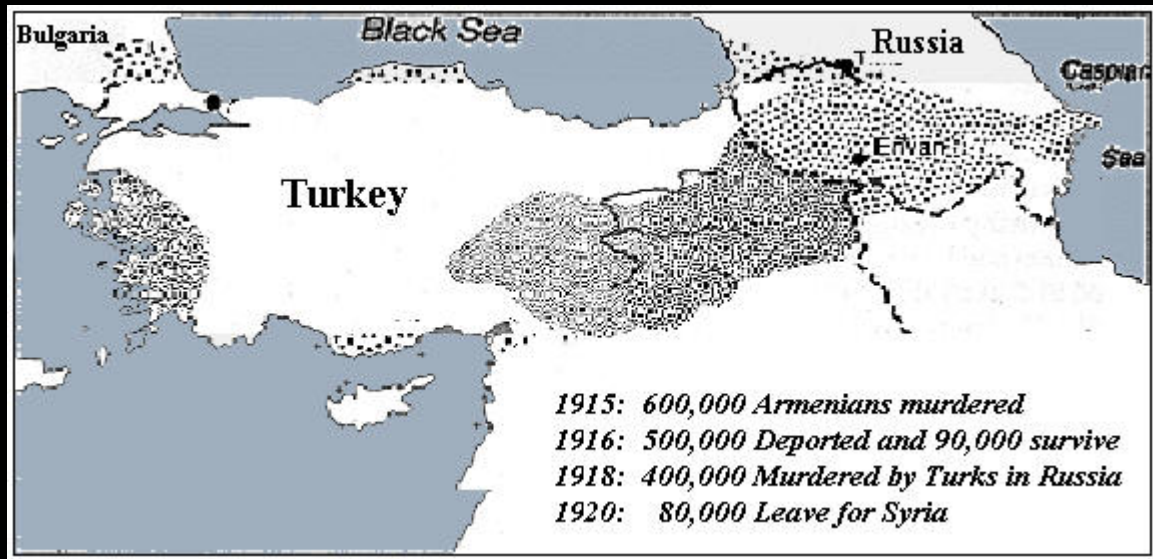 Bulgaria
Black Sea
Russia
Caspian
Sea
Erivan
Turkey
1915: 600,000 Armenians murdered
1916: 500,000 Deported and 90,000 survive
1918: 400,000 Murdered by Turks in Russia
1920: 80,000 Leave for Syria